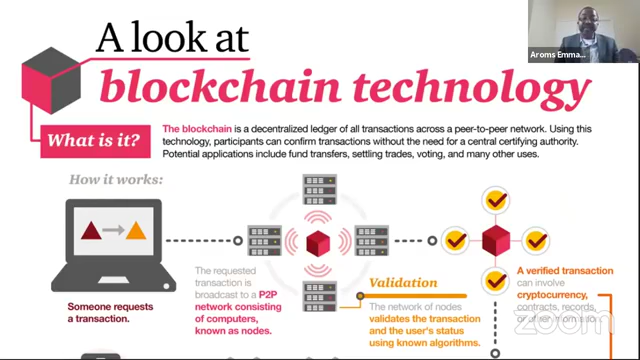 A look at
blockchain technology
Aroms Emma...
What is it?
The blockchain is a decentralized ledger of all transactions across a peer-to-peer network. Using this
technology, participants can confirm transactions without the need for a central certifying authority.
Potential applications include fund transfers, settling trades, voting, and many other uses.
How it works:
Someone requests
a transaction.
The requested
transaction is
broadcast to a P2P
network consisting
of computers,
known as nodes.
Validation
The network of nodes
validates the transaction
and the user's status
using known algorithms.
A verified transaction
can involve
cryptocurrency,
contracts, records,
or other information.
zoom